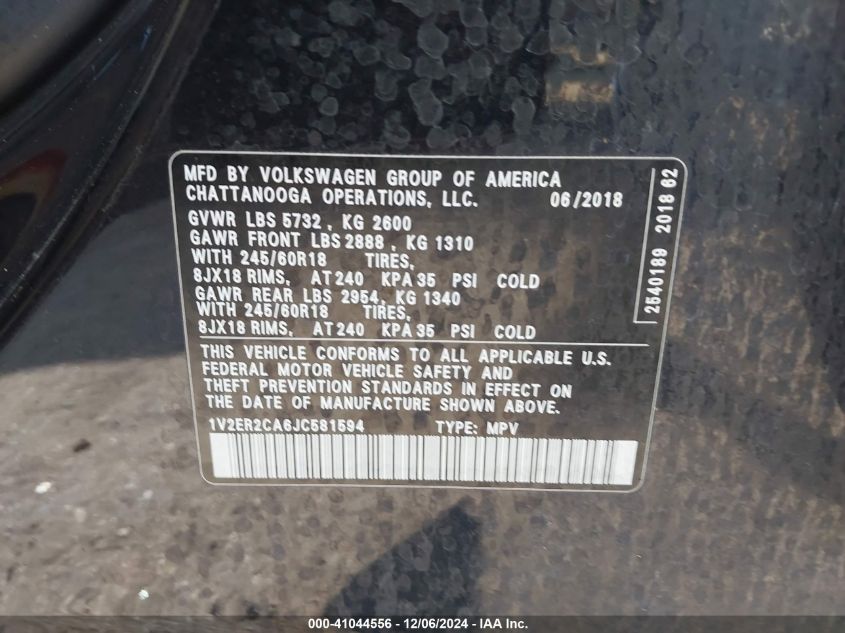 MFD BY VOLKSWAGEN GROUP OF AMERICA
CHATTANOOGA OPERATIONS, LLC. 06/2018
GVWR LBS 5732 , KG 2600
GAWR FRONT LBS 2888 , KG 1310
WITH 245/60R18 TIRES,
8JX18 RIMS, AT 240 KPA 35 PSI COLD
GAWR REAR LBS 2954, KG 1340
WITH 245/60R18 TIRES,
8JX18 RIMS, AT 240 KPA 35 PSI COLD
THIS VEHICLE CONFORMS TO ALL APPLICABLE U.S.
FEDERAL MOTOR VEHICLE SAFETY AND
THEFT PREVENTION STANDARDS IN EFFECT ON
THE DATE OF MANUFACTURE SHOWN ABOVE.
1V2ER2CA6JC581594 TYPE: MPV
2540189 2018 62
000-41044556 - 12/06/2024 - IAA Inc.